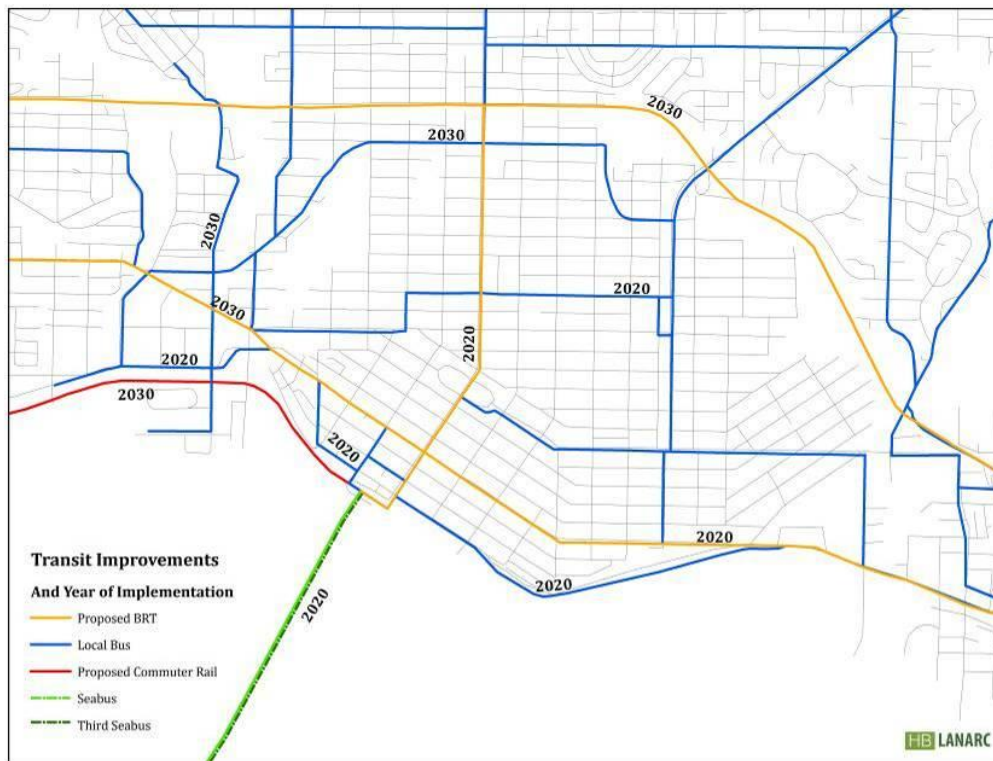 2030
2030
2030
2020
2030
2020
2020
2030
2020
2020
2020
2020
Transit Improvements
And Year of Implementation
Proposed BRT
Local Bus
Proposed Commuter Rail
Seabus
Third Seabus
HB LANARC